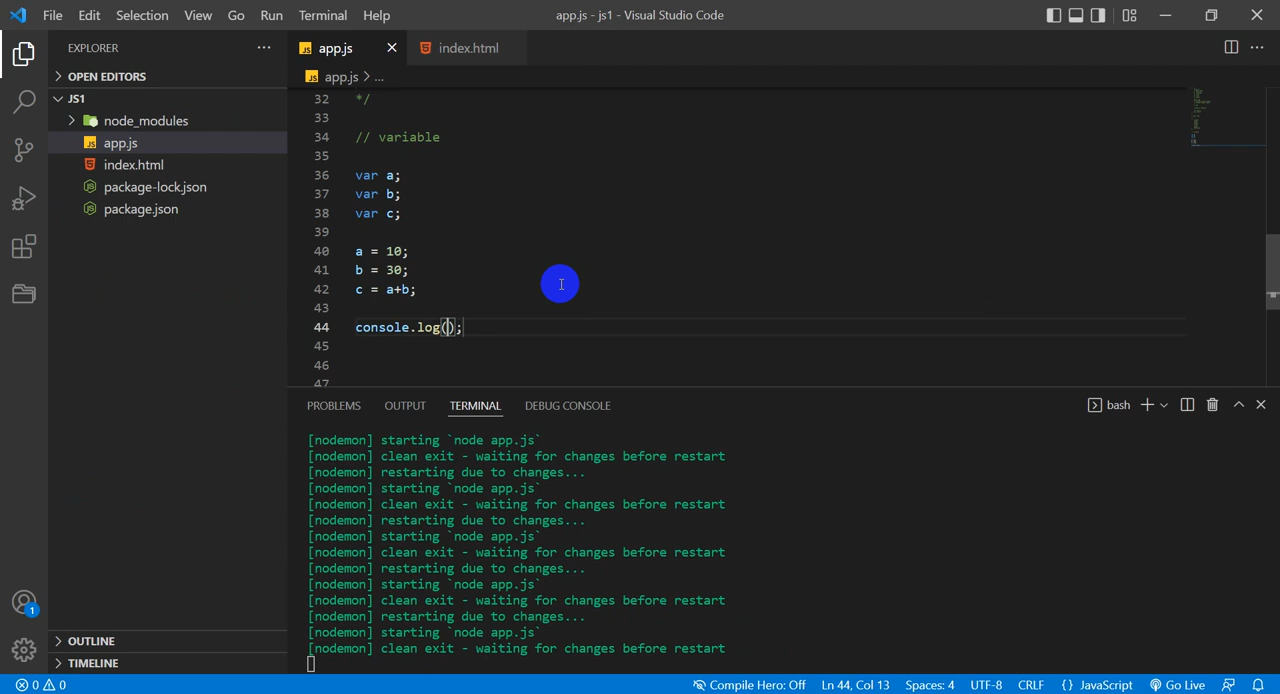 File Edit Selection View Go Run Terminal Help app.js - js1 - Visual Studio Code
EXPLORER
OPEN EDITORS
JS1
node_modules
JS app.js
index.html
package-lock.json
package.json
OUTLINE
TIMELINE
JS app.js index.html
JS app.js > ...
32 */
33
34 // variable
35
36 var a;
37 var b;
38 var c;
39
40 a = 10;
41 b = 30;
42 c = a+b;
43
44 console.log();
45
46
47
PROBLEMS OUTPUT TERMINAL DEBUG CONSOLE bash
[nodemon] starting `node app.js`
[nodemon] clean exit - waiting for changes before restart
[nodemon] restarting due to changes...
[nodemon] starting `node app.js`
[nodemon] clean exit - waiting for changes before restart
[nodemon] restarting due to changes...
[nodemon] starting `node app.js`
[nodemon] clean exit - waiting for changes before restart
[nodemon] restarting due to changes...
[nodemon] starting `node app.js`
[nodemon] clean exit - waiting for changes before restart
[nodemon] restarting due to changes...
[nodemon] starting `node app.js`
[nodemon] clean exit - waiting for changes before restart
1
0 0 Compile Hero: Off Ln 44, Col 13 Spaces: 4 UTF-8 CRLF {} JavaScript Go Live